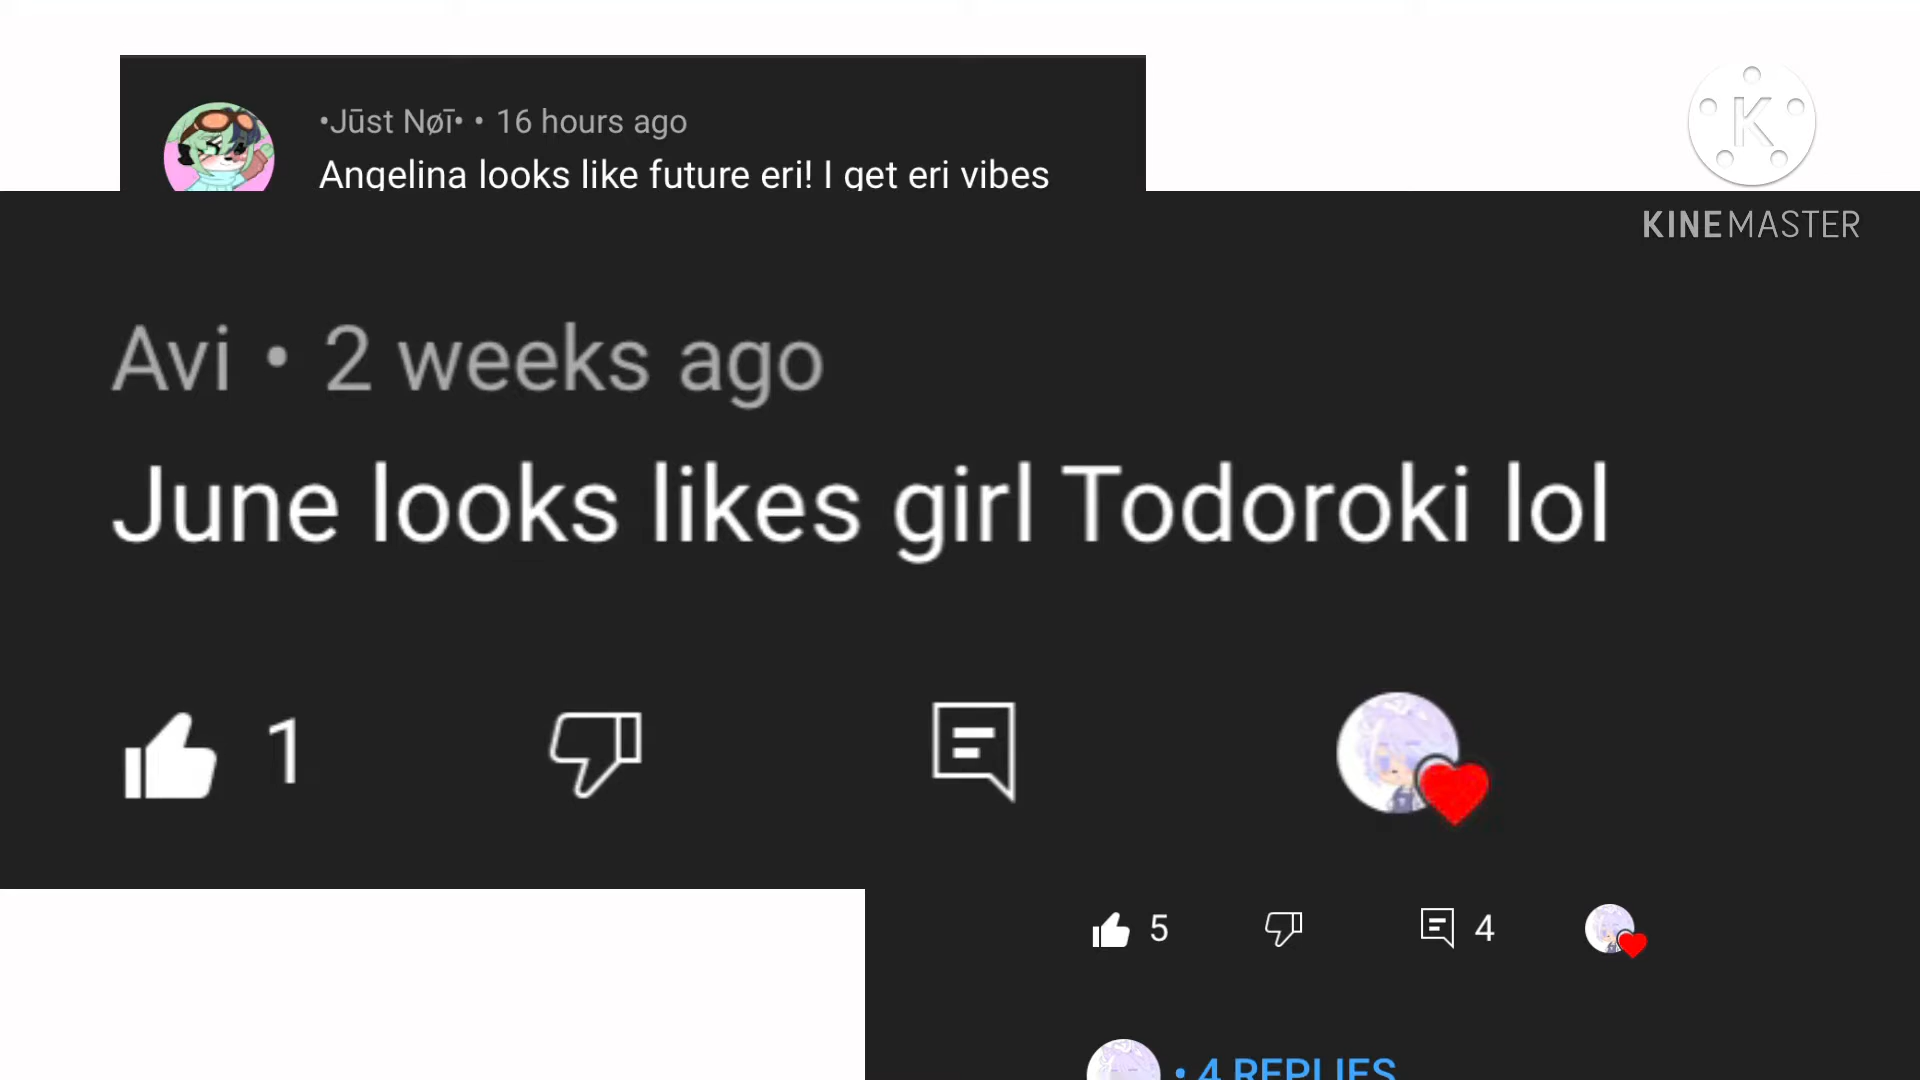 •Jūst Nøī• • 16 hours ago
Angelina looks like future eri! I get eri vibes
K
KINEMASTER
Avi • 2 weeks ago
June looks likes girl Todoroki lol
1
5 4
• 4 REPLIES